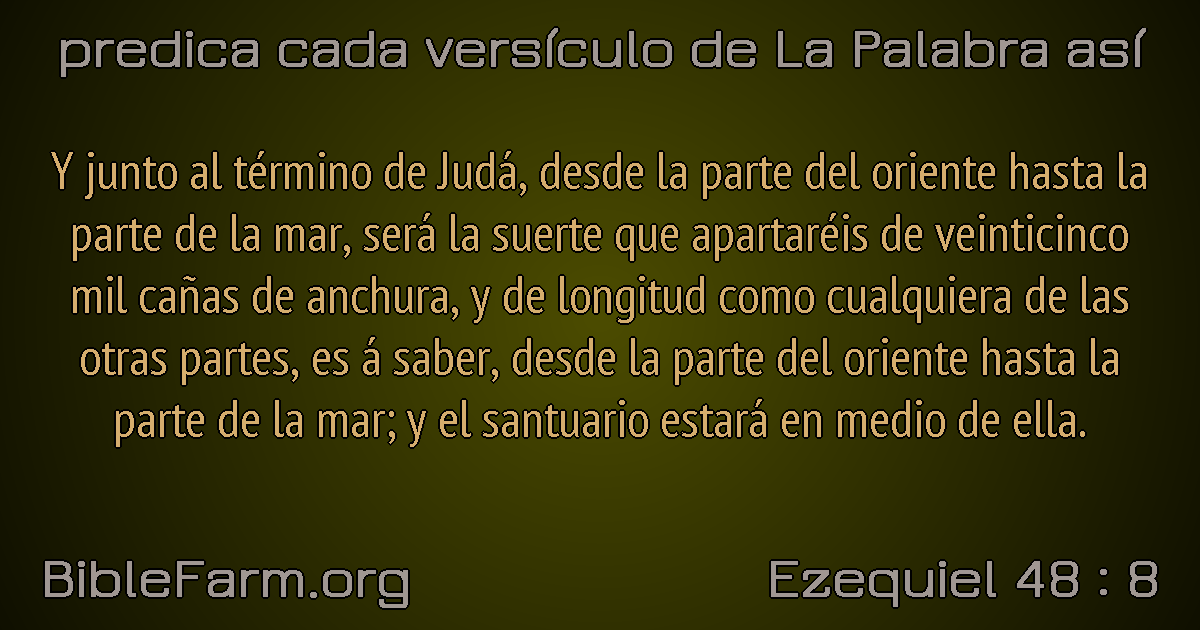 predica cada versículo de La Palabra así
Y junto al término de Judá, desde la parte del oriente hasta la
parte de la mar, será la suerte que apartaréis de veinticinco
mil cañas de anchura, y de longitud como cualquiera de las
otras partes, es á saber, desde la parte del oriente hasta la
parte de la mar; y el santuario estará en medio de ella.
BibleFarm.org
Ezequiel 48 : 8